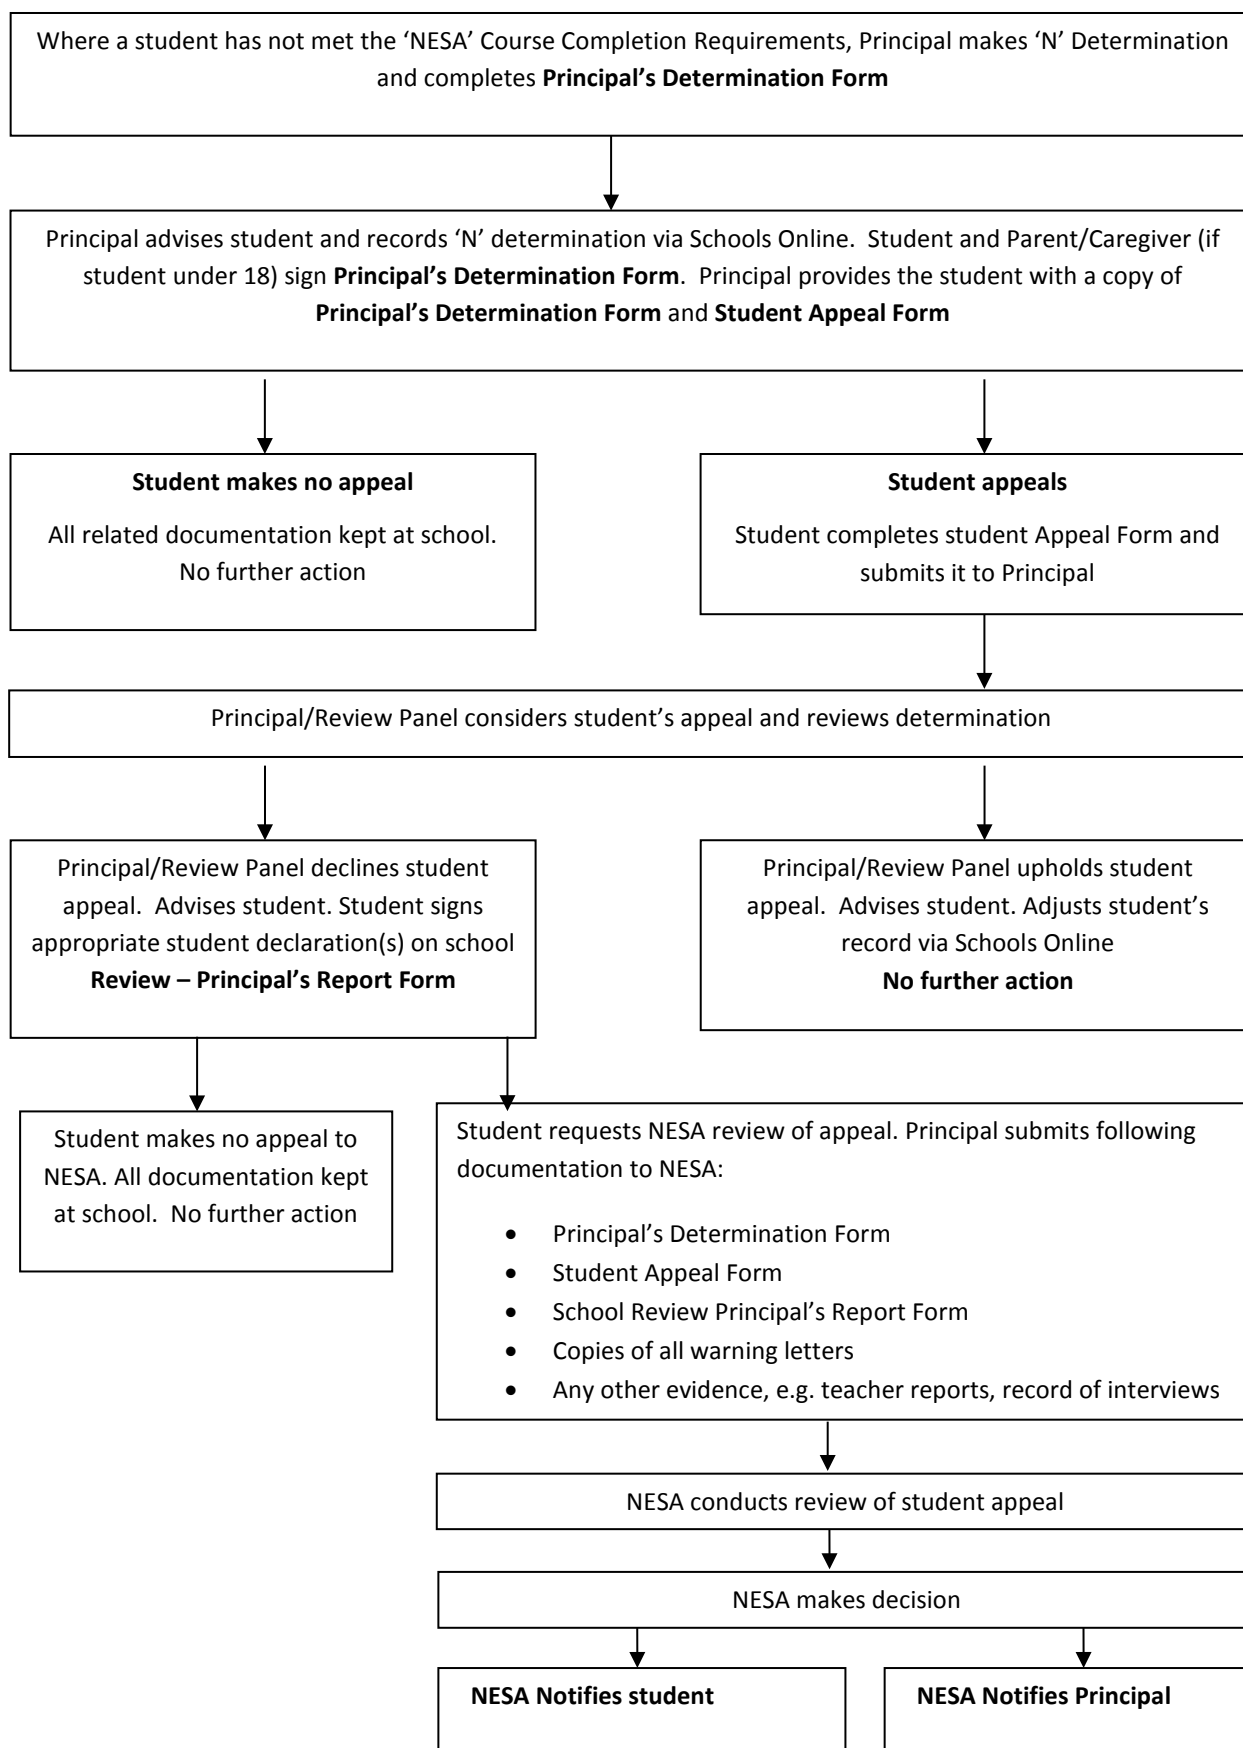 Where a student has not met the ‘NESA’ Course Completion Requirements, Principal makes ‘N’ Determination
and completes Principal’s Determination Form
Principal advises student and records ‘N’ determination via Schools Online.  Student and Parent/Caregiver (if
student under 18) sign Principal’s Determination Form.  Principal provides the student with a copy of
Principal’s Determination Form and Student Appeal Form
Student makes no appeal
All related documentation kept at school.
No further action
Student appeals
Student completes student Appeal Form and
submits it to Principal
Principal/Review Panel considers student’s appeal and reviews determination
Principal/Review Panel declines student
appeal.  Advises student. Student signs
appropriate student declaration(s) on school
Review – Principal’s Report Form
Principal/Review Panel upholds student
appeal.  Advises student. Adjusts student’s
record via Schools Online
No further action
Student makes no appeal to
NESA. All documentation kept
at school.  No further action
Student requests NESA review of appeal. Principal submits following
documentation to NESA:
• Principal’s Determination Form
• Student Appeal Form
• School Review Principal’s Report Form
• Copies of all warning letters
• Any other evidence, e.g. teacher reports, record of interviews
NESA conducts review of student appeal
NESA makes decision
NESA Notifies student
NESA Notifies Principal